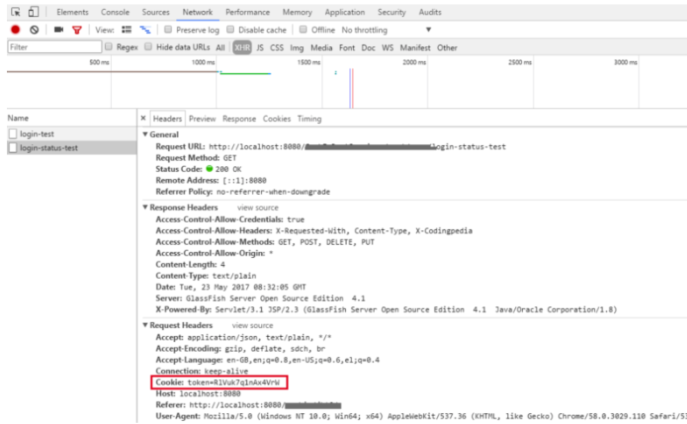 Elements Console Sources Network Performance Memory Application Security Audits
View: Preserve log Disable cache Offline No throttling
Filter Regex Hide data URLs All XHR JS CSS Img Media Font Doc WS Manifest Other
500 ms 1000 ms 1500 ms 2000 ms 2500 ms 3000 ms
Name
login-test
login-status-test
× Headers Preview Response Cookies Timing
General
Request URL: http://localhost:8080/ login-status-test
Request Method: GET
Status Code: 200 OK
Remote Address: [::1]:8080
Referrer Policy: no-referrer-when-downgrade
Response Headers view source
Access-Control-Allow-Credentials: true
Access-Control-Allow-Headers: X-Requested-With, Content-Type, X-Codingpedia
Access-Control-Allow-Methods: GET, POST, DELETE, PUT
Access-Control-Allow-Origin: *
Content-Length: 4
Content-Type: text/plain
Date: Tue, 23 May 2017 08:32:05 GMT
Server: GlassFish Server Open Source Edition 4.1
X-Powered-By: Servlet/3.1 JSP/2.3 (GlassFish Server Open Source Edition 4.1 Java/Oracle Corporation/1.8)
Request Headers view source
Accept: application/json, text/plain, */*
Accept-Encoding: gzip, deflate, sdch, br
Accept-Language: en-GB,en;q=0.8,en-US;q=0.6,el;q=0.4
Connection: keep-alive
Cookie: token=
Host: localhost:8080
Referer: http://localhost:8080/
User-Agent: Mozilla/5.0 (Windows NT 10.0; Win64; x64) AppleWebKit/537.36 (KHTML, like Gecko) Chrome/58.0.3029.110 Safari/53